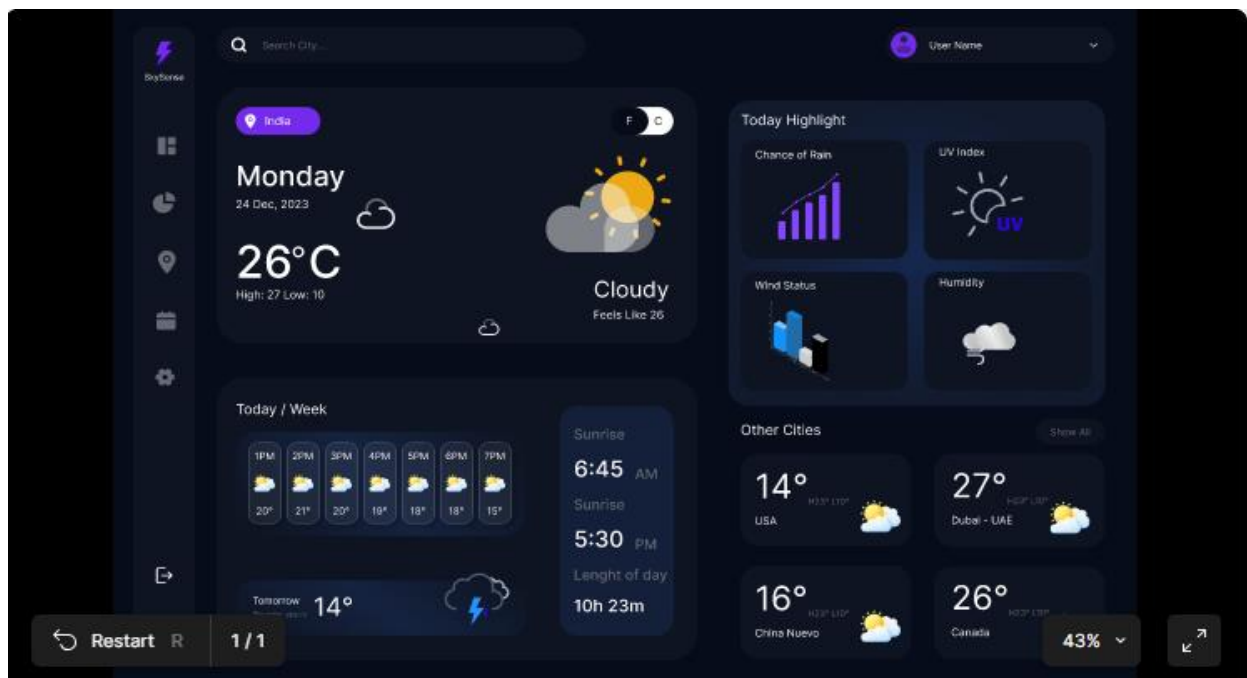 SkySense
Search City...
User Name
India
F C
Monday
24 Dec, 2023
26°C
High: 27 Low: 10
Cloudy
Feels Like 26
Today Highlight
Chance of Rain
UV Index
UV
Wind Status
Humidity
Today / Week
1PM 2PM 3PM 4PM 5PM 6PM 7PM
20° 21° 20° 19° 18° 18° 15°
Sunrise
6:45 AM
Sunrise
5:30 PM
Lenght of day
10h 23m
Tomorrow
14°
Other Cities
Show All
14°
USA
27°
Dubai - UAE
16°
China Nuevo
26°
Canada
Restart R
1 / 1
43%